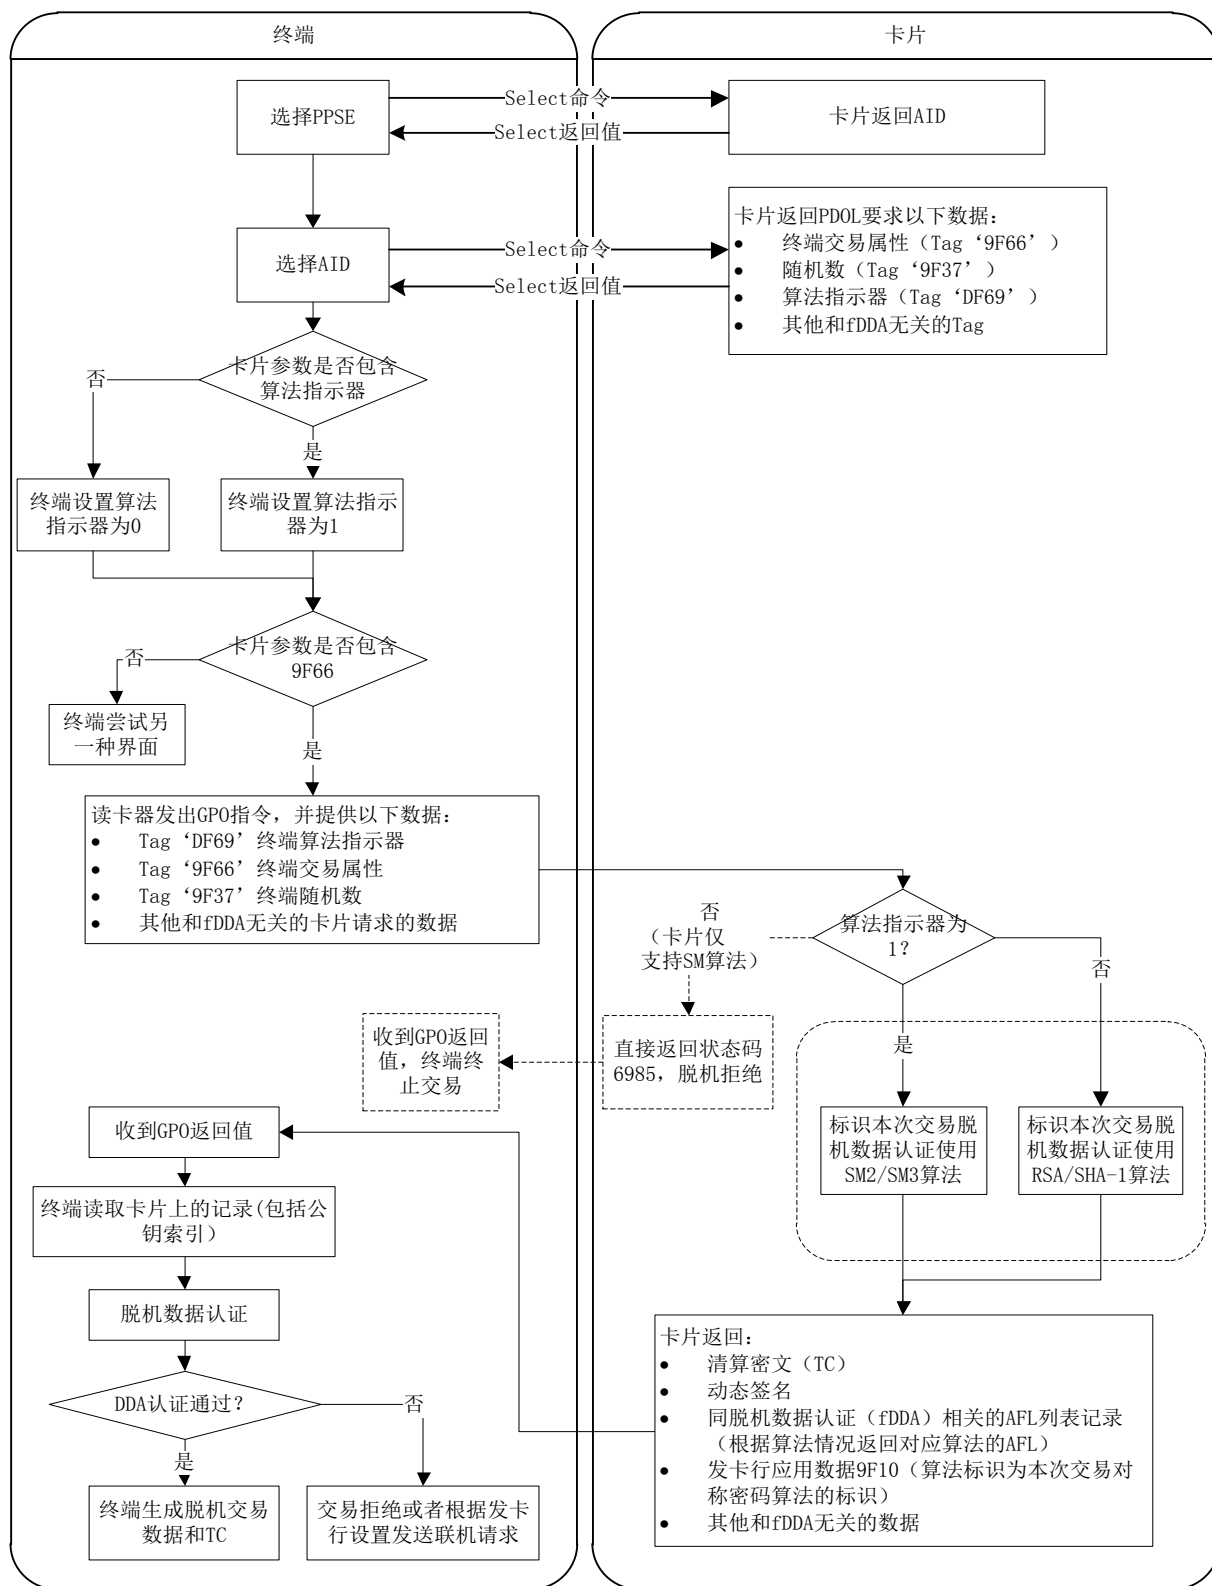 终端
卡片
选择PPSE
Select命令
Select返回值
卡片返回AID
选择AID
Select命令
Select返回值
卡片返回PDOL要求以下数据：
● 终端交易属性（Tag‘9F66’）
● 随机数（Tag‘9F37’）
● 算法指示器（Tag‘DF69’）
● 其他和fDDA无关的Tag
卡片参数是否包含
算法指示器
否
是
终端设置算法
指示器为0
终端设置算法指示
器为1
卡片参数是否包含
9F66
否
终端尝试另
一种界面
是
读卡器发出GPO指令，并提供以下数据：
● Tag‘DF69’终端算法指示器
● Tag‘9F66’终端交易属性
● Tag‘9F37’终端随机数
● 其他和fDDA无关的卡片请求的数据
算法指示器为
1?
否
（卡片仅
支持SM算法）
否
是
直接返回状态码
6985，脱机拒绝
收到GPO返回
值，终端终
止交易
标识本次交易脱
机数据认证使用
SM2/SM3算法
标识本次交易脱
机数据认证使用
RSA/SHA-1算法
收到GPO返回值
终端读取卡片上的记录(包括公
钥索引）
脱机数据认证
DDA认证通过？
是
否
终端生成脱机交易
数据和TC
交易拒绝或者根据发卡
行设置发送联机请求
卡片返回：
● 清算密文（TC）
● 动态签名
● 同脱机数据认证（fDDA）相关的AFL列表记录
（根据算法情况返回对应算法的AFL）
● 发卡行应用数据9F10（算法标识为本次交易对
称密码算法的标识）
● 其他和fDDA无关的数据